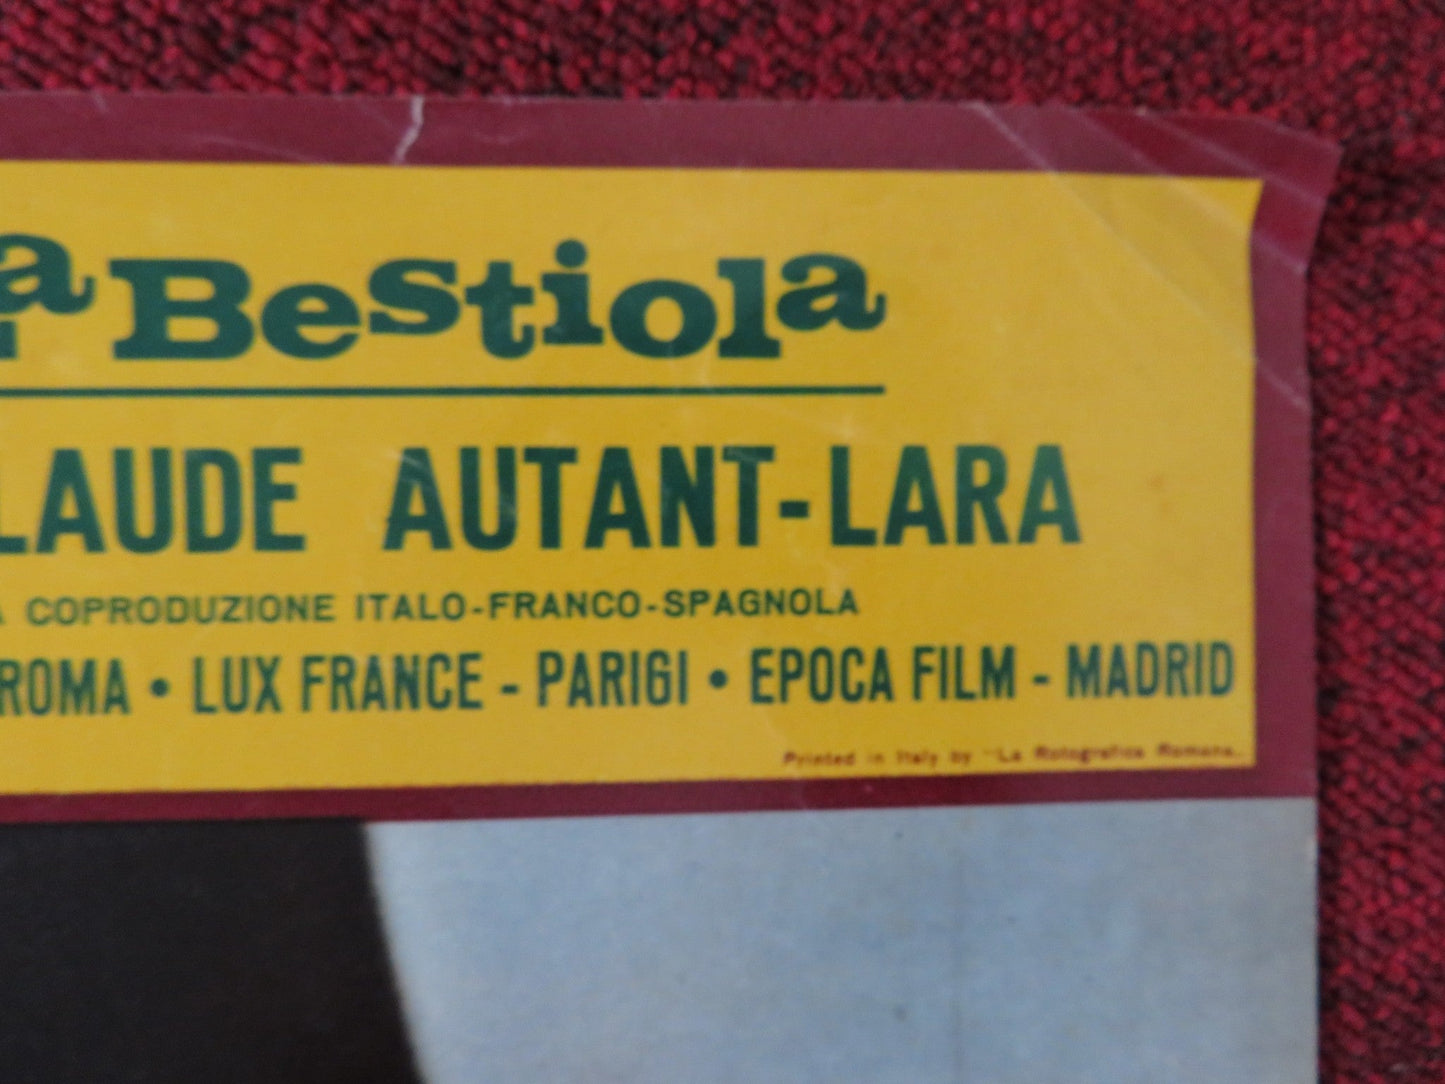 a Bestiola
LAUDE AUTANT-LARA
A COPRODUZIONE ITALO-FRANCO-SPAGNOLA
ROMA • LUX FRANCE - PARIGI • EPOCA FILM - MADRID
Printed in Italy by "La Rotografica Romana„